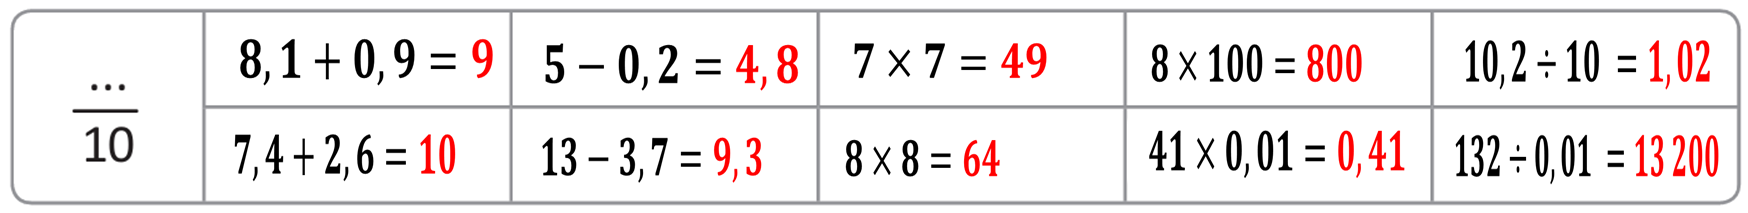 ...
10
8,1 + 0,9 = 9
5 − 0,2 = 4,8
7 × 7 = 49
8 × 100 = 800
10,2 ÷ 10 = 1,02
7,4 + 2,6 = 10
13 − 3,7 = 9,3
8 × 8 = 64
41 × 0,01 = 0,41
132 ÷ 0,01 = 13 200